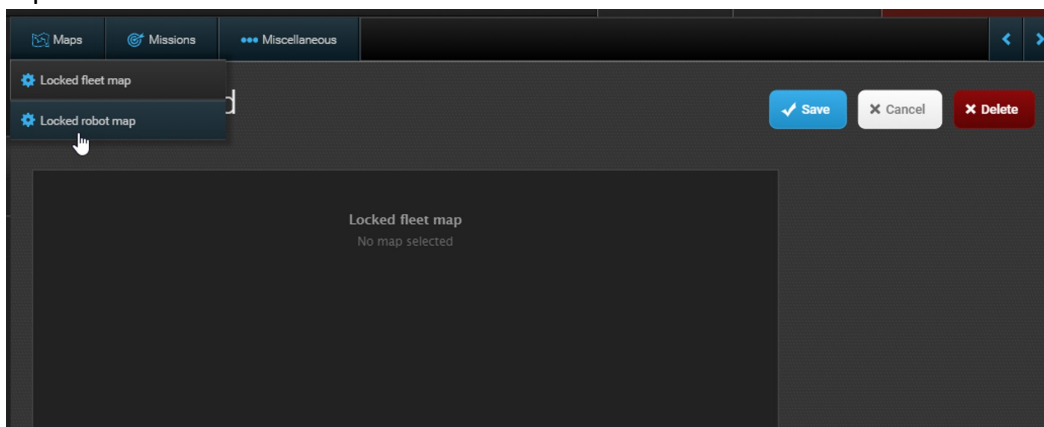 Maps Missions Miscellaneous
Locked fleet map
Locked robot map
Save Cancel Delete
Locked fleet map
No map selected